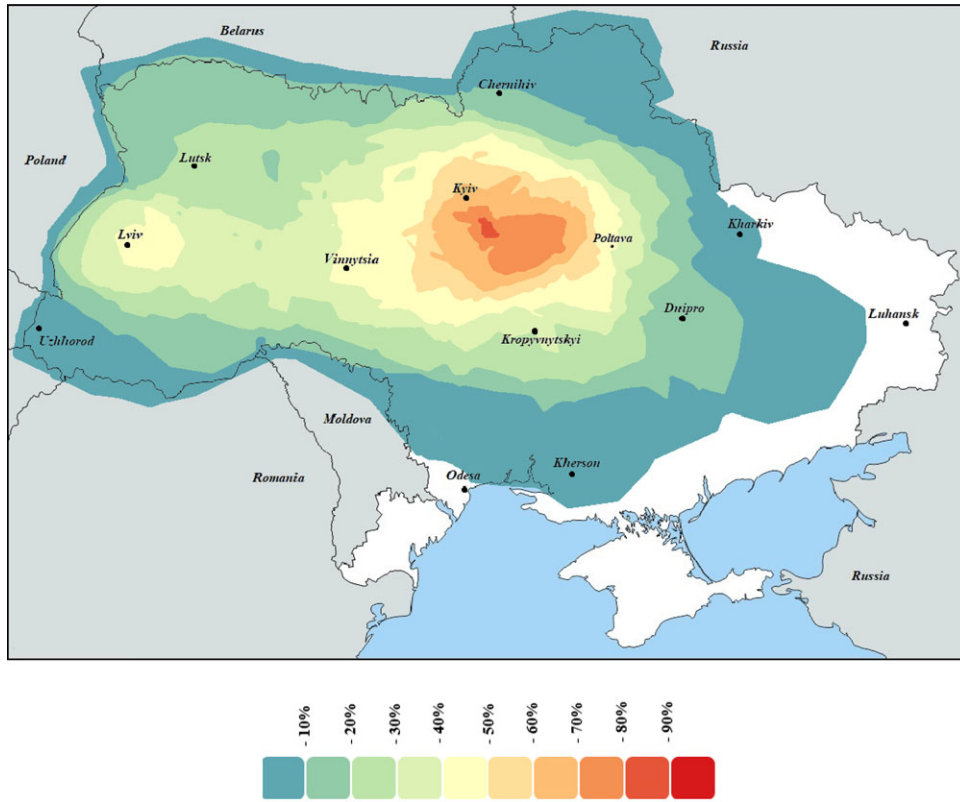 Belarus
Russia
Chernihiv
Poland
Lutsk
Kyiv
Lviv
Poltava
Kharkiv
Vinnytsia
Dnipro
Luhansk
Uzhhorod
Kropyvnytskyi
Moldova
Romania
Odesa
Kherson
Russia
- 10%
- 20%
- 30%
- 40%
- 50%
- 60%
- 70%
- 80%
- 90%